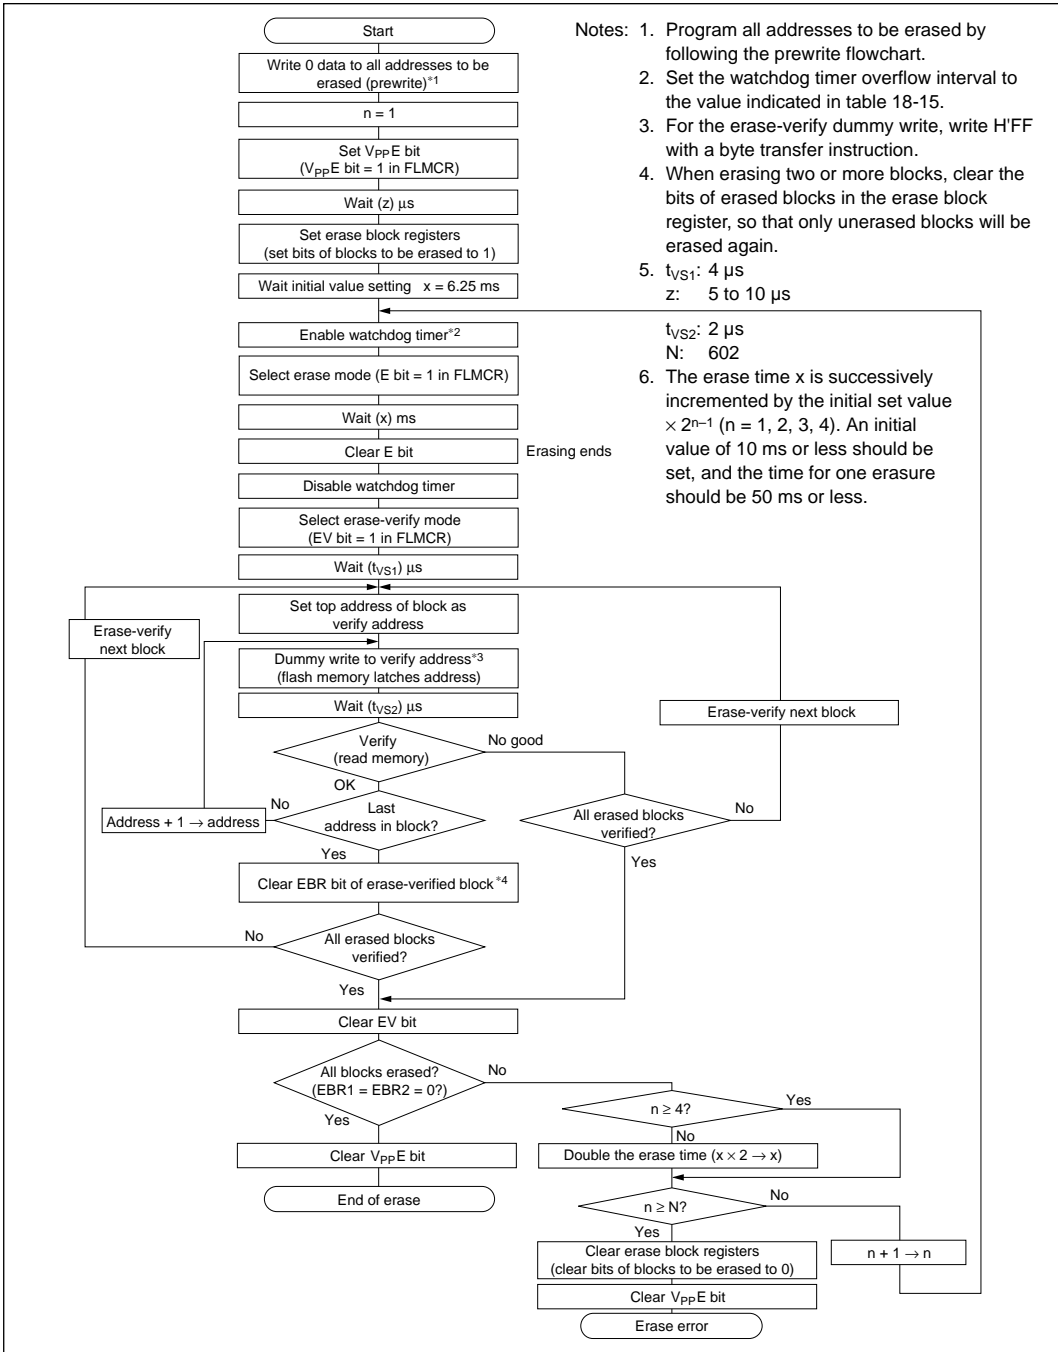 Start
Write 0 data to all addresses to be
erased (prewrite)*1
n = 1
Set VPPE bit
(VPPE bit = 1 in FLMCR)
Wait (z) µs
Set erase block registers
(set bits of blocks to be erased to 1)
Wait initial value setting x = 6.25 ms
Enable watchdog timer*2
Select erase mode (E bit = 1 in FLMCR)
Wait (x) ms
Clear E bit
Erasing ends
Disable watchdog timer
Select erase-verify mode
(EV bit = 1 in FLMCR)
Wait (tVS1) µs
Set top address of block as
verify address
Erase-verify
next block
Dummy write to verify address*3
(flash memory latches address)
Wait (tVS2) µs
Erase-verify next block
Verify
(read memory)
No good
OK
No
Last
address in block?
Address + 1 → address
All erased blocks
verified?
No
Yes
Yes
Clear EBR bit of erase-verified block*4
No
All erased blocks
verified?
Yes
Clear EV bit
All blocks erased?
(EBR1 = EBR2 = 0?)
No
Yes
n ≥ 4?
Yes
No
Clear VPPE bit
Double the erase time (x × 2 → x)
End of erase
n ≥ N?
No
Yes
Clear erase block registers
(clear bits of blocks to be erased to 0)
n + 1 → n
Clear VPPE bit
Erase error
Notes: 1. Program all addresses to be erased by
following the prewrite flowchart.
2. Set the watchdog timer overflow interval to
the value indicated in table 18-15.
3. For the erase-verify dummy write, write H'FF
with a byte transfer instruction.
4. When erasing two or more blocks, clear the
bits of erased blocks in the erase block
register, so that only unerased blocks will be
erased again.
5. tVS1: 4 µs
z: 5 to 10 µs
tVS2: 2 µs
N: 602
6. The erase time x is successively
incremented by the initial set value
× 2n–1 (n = 1, 2, 3, 4). An initial
value of 10 ms or less should be
set, and the time for one erasure
should be 50 ms or less.